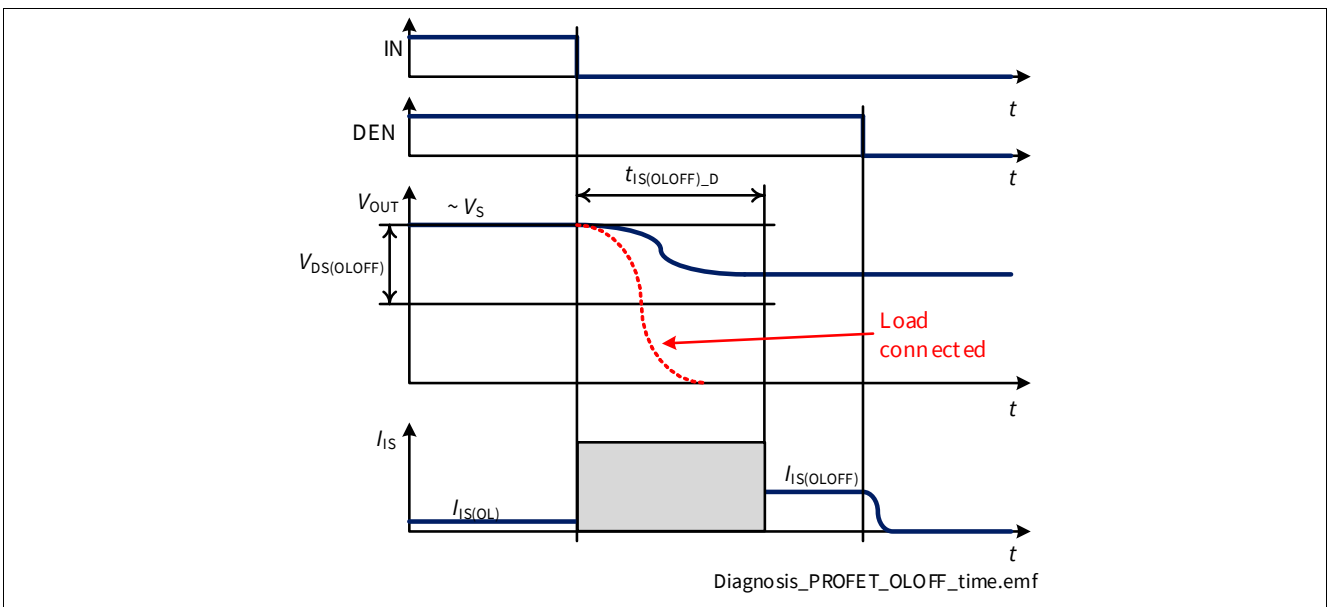 IN
t
DEN
t
tIS(OLOFF)_D
VOUT
~ VS
VDS(OLOFF)
Load
connected
t
IIS
IIS(OLOFF)
IIS(OL)
t
Diagnosis_PROFET_OLOFF_time.emf